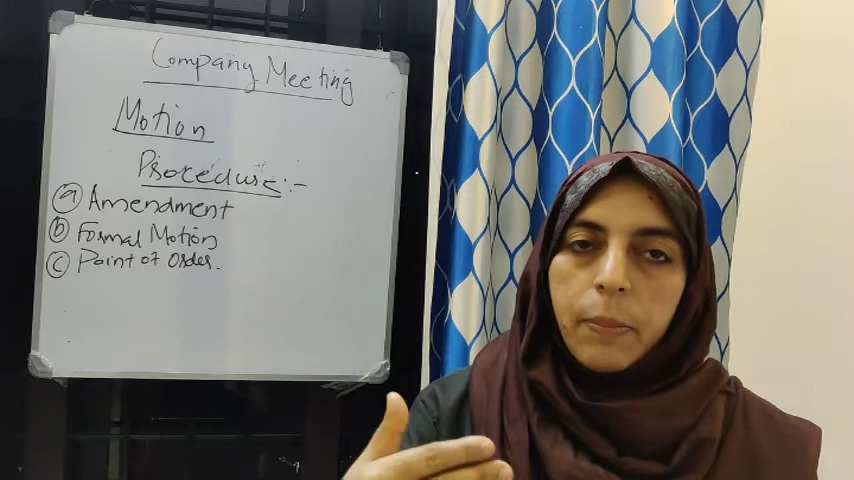 Company Meeting
Motion
Procedure:-
(a) Amendment
(b) Formal Motion
(c) Point of Order.